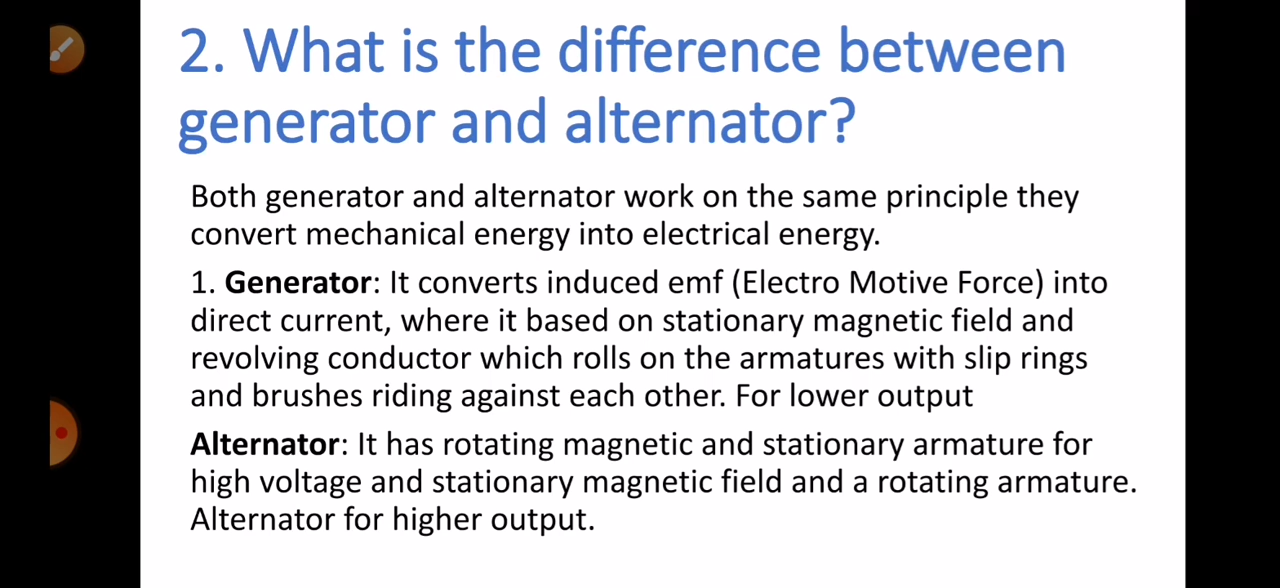 2. What is the difference between
generator and alternator?
Both generator and alternator work on the same principle they
convert mechanical energy into electrical energy.
1. Generator: It converts induced emf (Electro Motive Force) into
direct current, where it based on stationary magnetic field and
revolving conductor which rolls on the armatures with slip rings
and brushes riding against each other. For lower output
Alternator: It has rotating magnetic and stationary armature for
high voltage and stationary magnetic field and a rotating armature.
Alternator for higher output.